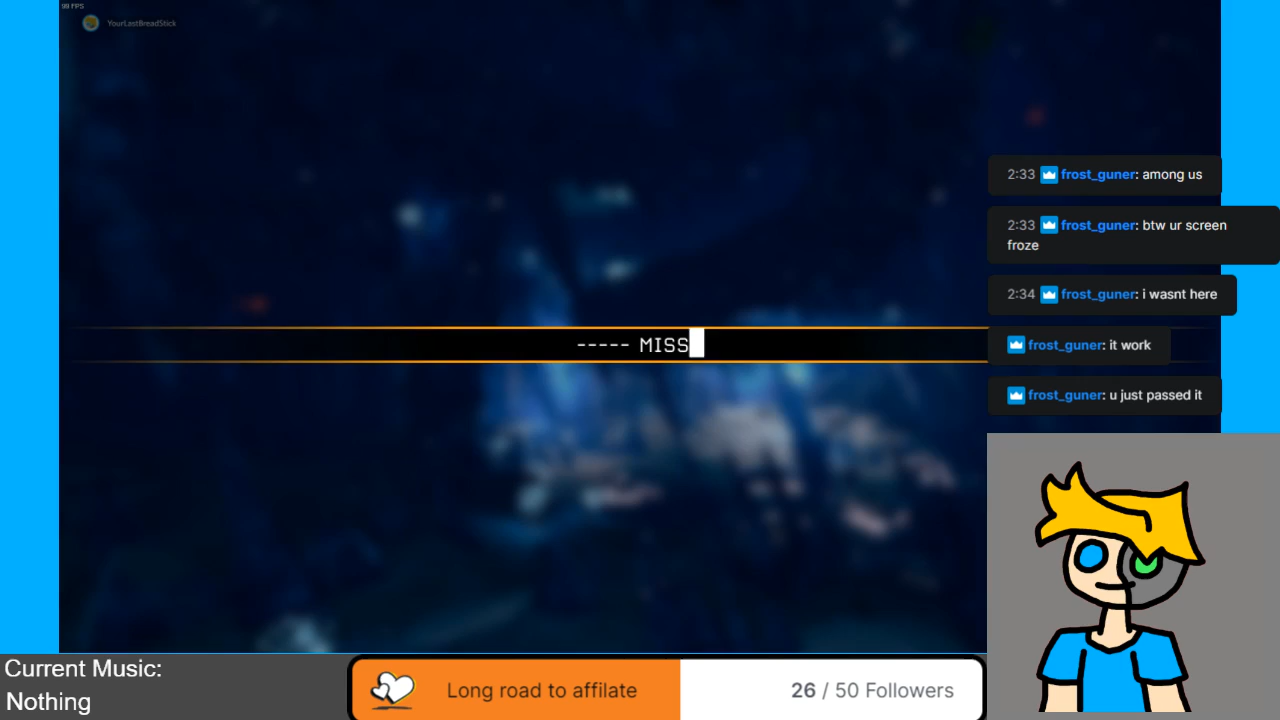 99 FPS
YourLastBreadStick
2:33 frost_guner: among us
2:33 frost_guner: btw ur screen
froze
2:34 frost_guner: i wasnt here
----- MISS
frost_guner: it work
frost_guner: u just passed it
Current Music:
Nothing
Long road to affilate
26 / 50 Followers